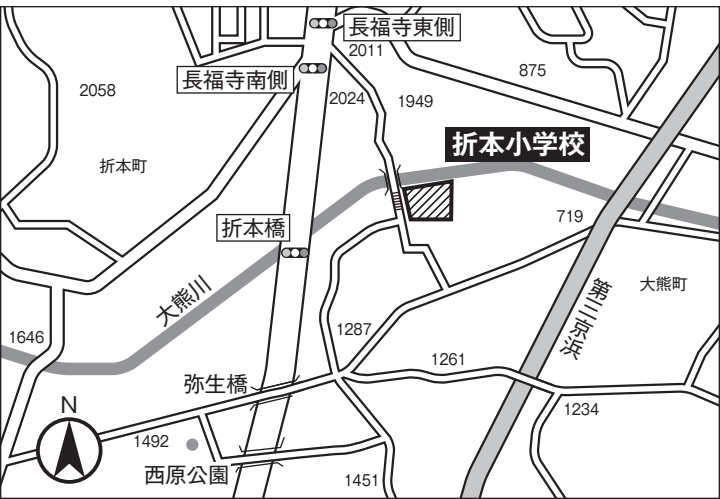 長福寺東側
2011
長福寺南側
875
2058
2024
1949
折本小学校
折本町
折本橋
719
大熊川
第三京浜
大熊町
1646
1287
1261
弥生橋
N
1234
1492
西原公園
1451